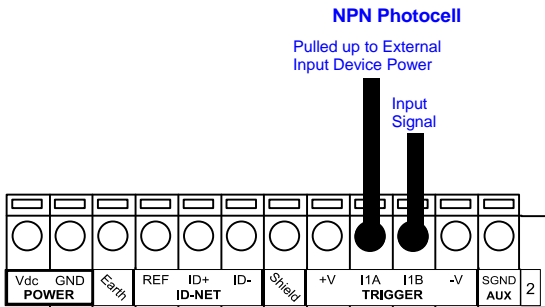 NPN Photocell
Pulled up to External
Input Device Power
Input
Signal
Vdc GND Earth REF ID+ ID- Shield +V I1A I1B -V SGND 2
POWER ID-NET TRIGGER AUX